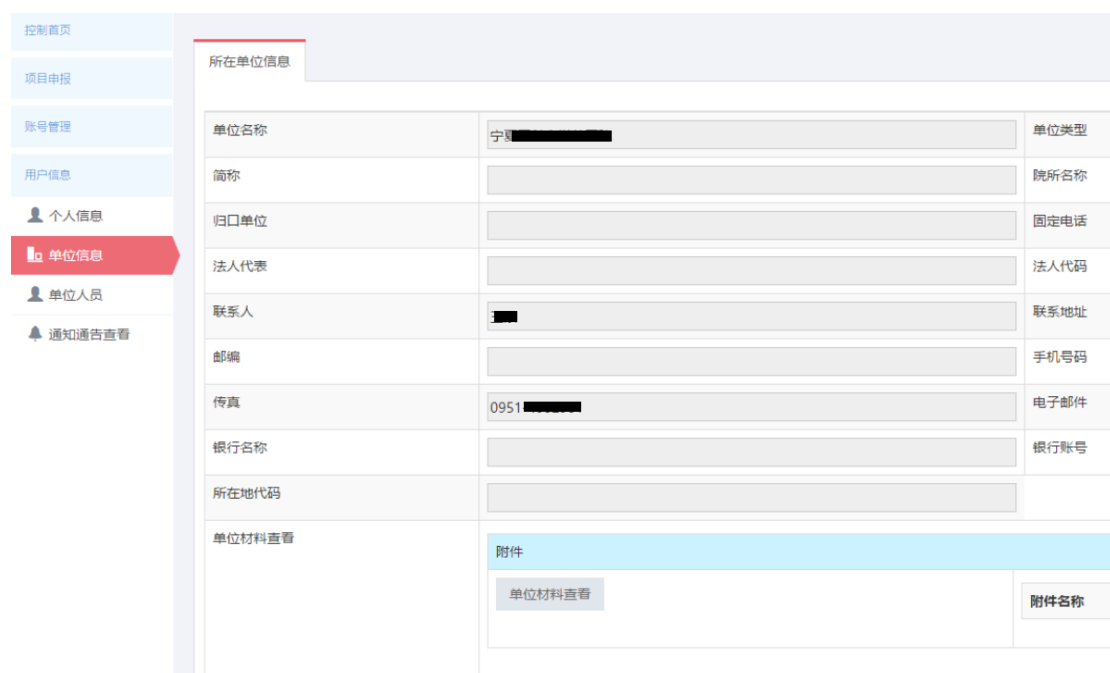 控制首页
项目申报
账号管理
用户信息
个人信息
单位信息
单位人员
通知通告查看
所在单位信息
单位名称 宁夏 单位类型
简称 院所名称
归口单位 固定电话
法人代表 法人代码
联系人 联系地址
邮编 手机号码
传真 0951- 电子邮件
银行名称 银行账号
所在地代码
单位材料查看
附件
单位材料查看 附件名称